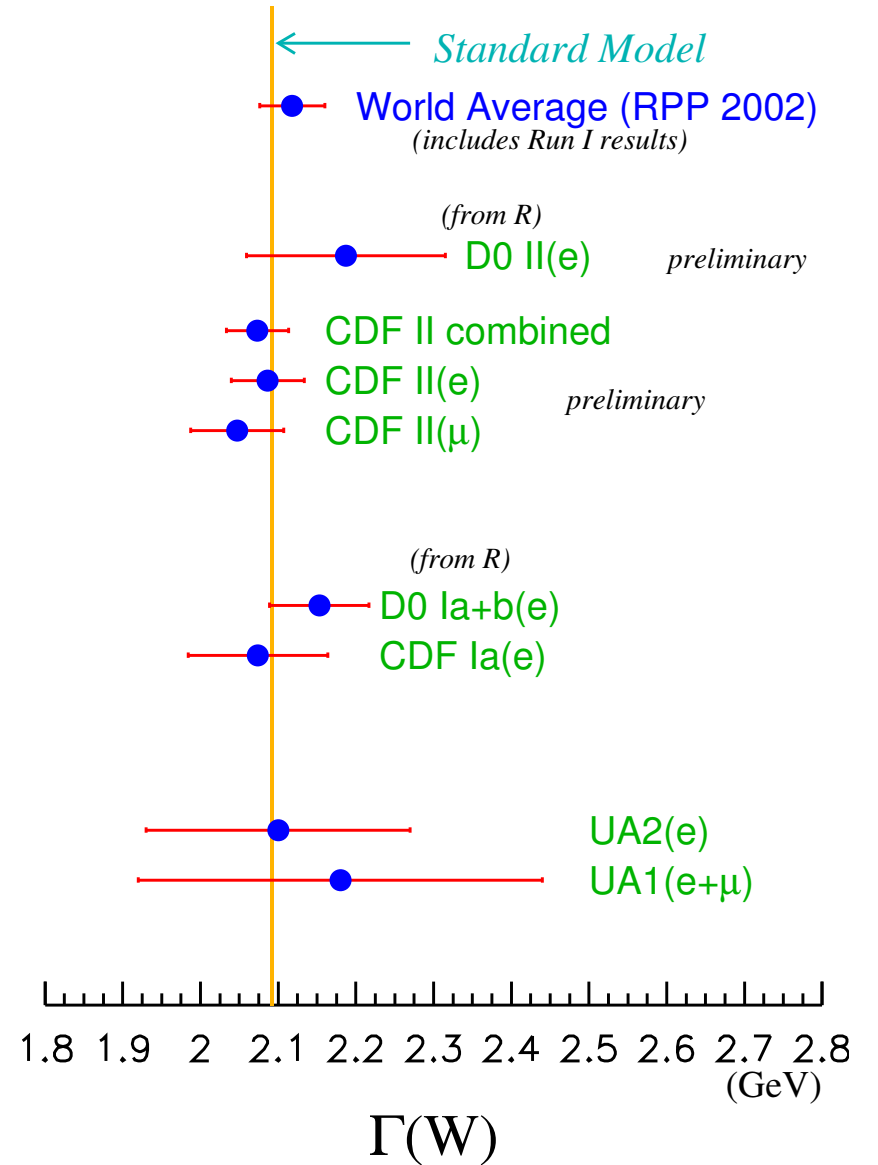 Standard Model
World Average (RPP 2002)
(includes Run I results)
(from R)
D0 II(e) preliminary
CDF II combined
CDF II(e)
preliminary
CDF II(μ)
(from R)
D0 Ia+b(e)
CDF Ia(e)
UA2(e)
UA1(e+μ)
1.8 1.9 2 2.1 2.2 2.3 2.4 2.5 2.6 2.7 2.8
(GeV)
Γ(W)